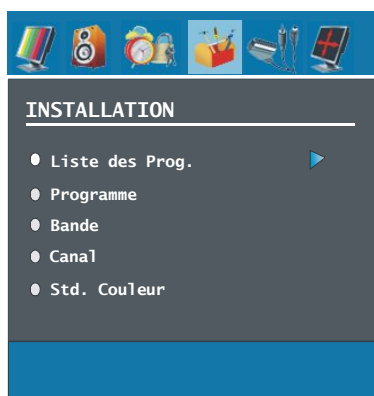 INSTALLATION
Liste des Prog.
Programme
Bande
Canal
Std. Couleur